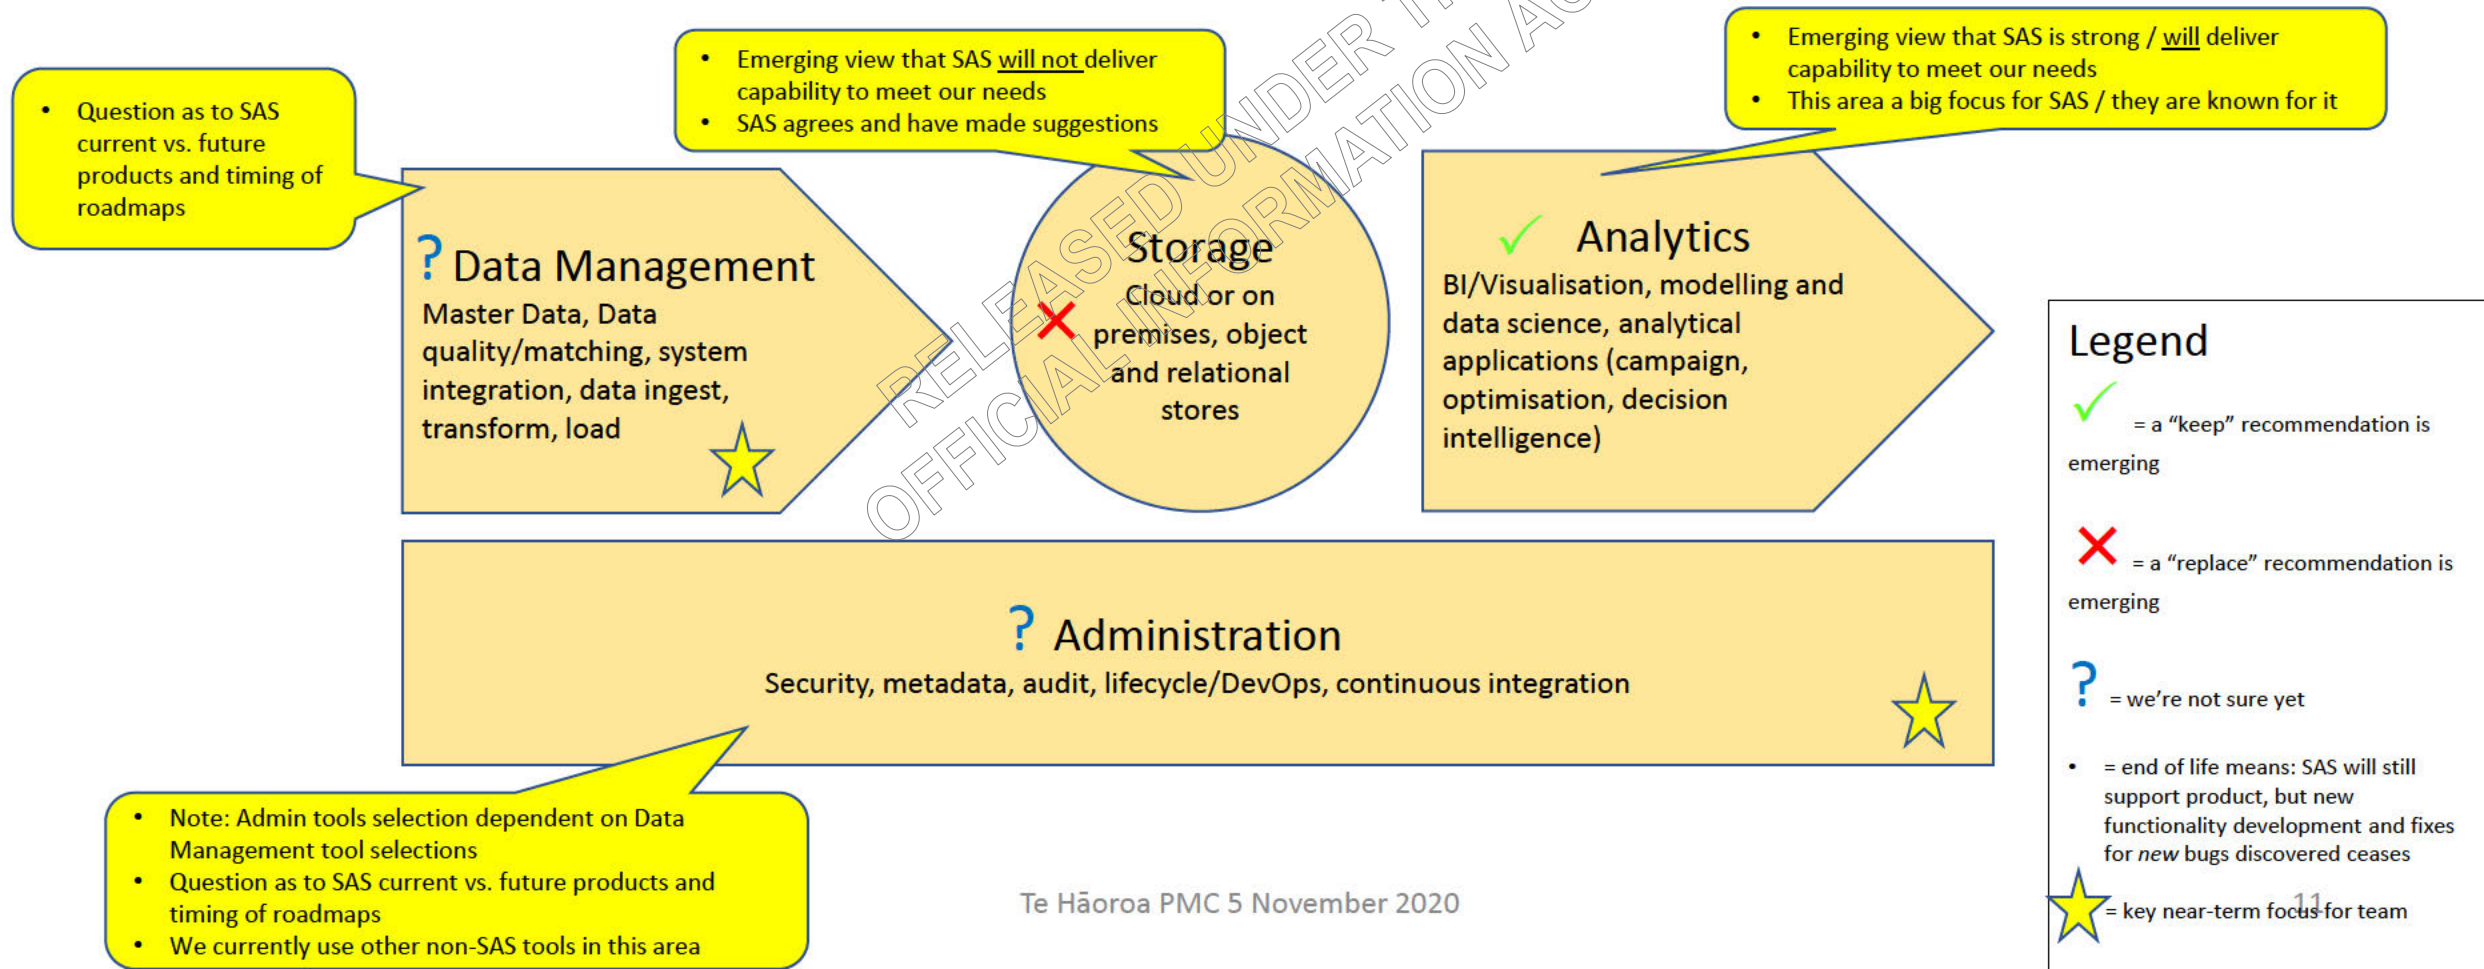 • Question as to SAS
current vs. future
products and timing of
roadmaps
• Emerging view that SAS will not deliver
capability to meet our needs
• SAS agrees and have made suggestions
• Emerging view that SAS is strong / will deliver
capability to meet our needs
• This area a big focus for SAS / they are known for it
? Data Management
Master Data, Data
quality/matching, system
integration, data ingest,
transform, load
Storage
Cloud or on
premises, object
and relational
stores
✓ Analytics
BI/Visualisation, modelling and
data science, analytical
applications (campaign,
optimisation, decision
intelligence)
RELEASED UNDER
OFFICIAL INFORMATION
? Administration
Security, metadata, audit, lifecycle/DevOps, continuous integration
• Note: Admin tools selection dependent on Data
Management tool selections
• Question as to SAS current vs. future products and
timing of roadmaps
• We currently use other non-SAS tools in this area
Legend
✓ = a “keep” recommendation is
emerging
✕ = a “replace” recommendation is
emerging
? = we’re not sure yet
• = end of life means: SAS will still
support product, but new
functionality development and fixes
for new bugs discovered ceases
= key near-term focus for team
Te Hāoroa PMC 5 November 2020
11